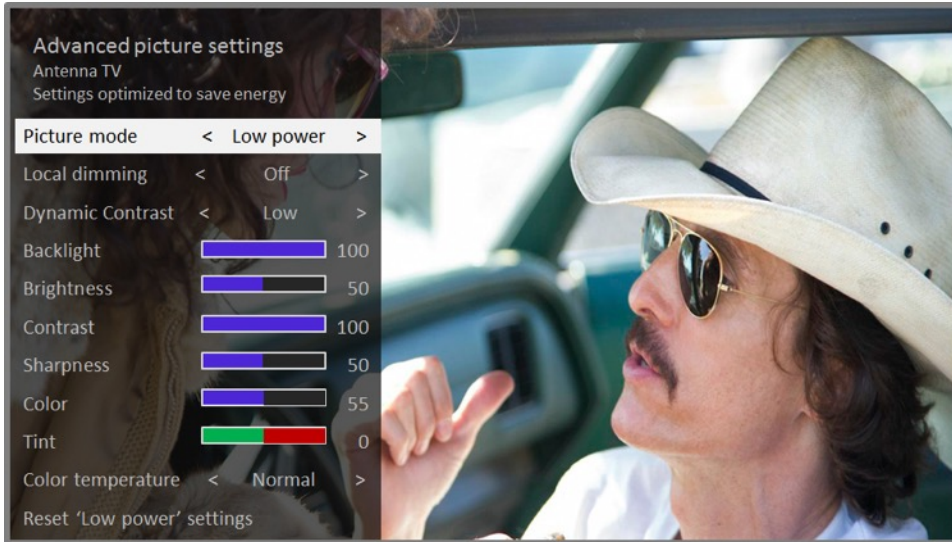 Advanced picture settings
Antenna TV
Settings optimized to save energy
Picture mode < Low power >
Local dimming < Off >
Dynamic Contrast < Low >
Backlight 100
Brightness 50
Contrast 100
Sharpness 50
Color 55
Tint 0
Color temperature < Normal >
Reset ‘Low power’ settings